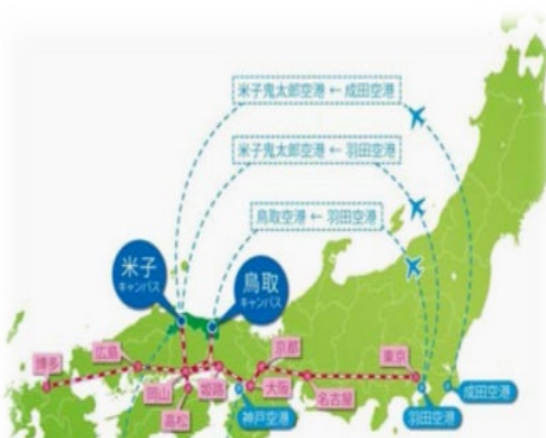 米子鬼太郎空港 ← 成田空港
米子鬼太郎空港 ← 羽田空港
鳥取空港 ← 羽田空港
米子
キャンパス
鳥取
キャンパス
博多
広島
岡山
高松
姫路
神戸空港
京都
大阪
名古屋
東京
羽田空港
成田空港